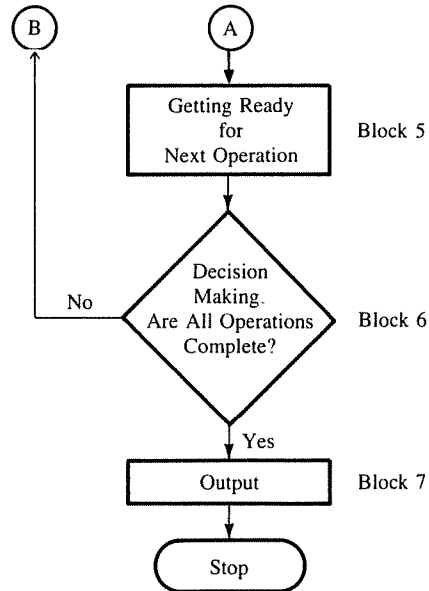 B
A
Getting Ready
for
Next Operation
Block 5
Decision
Making.
Are All Operations
Complete?
Block 6
No
Yes
Output
Block 7
Stop